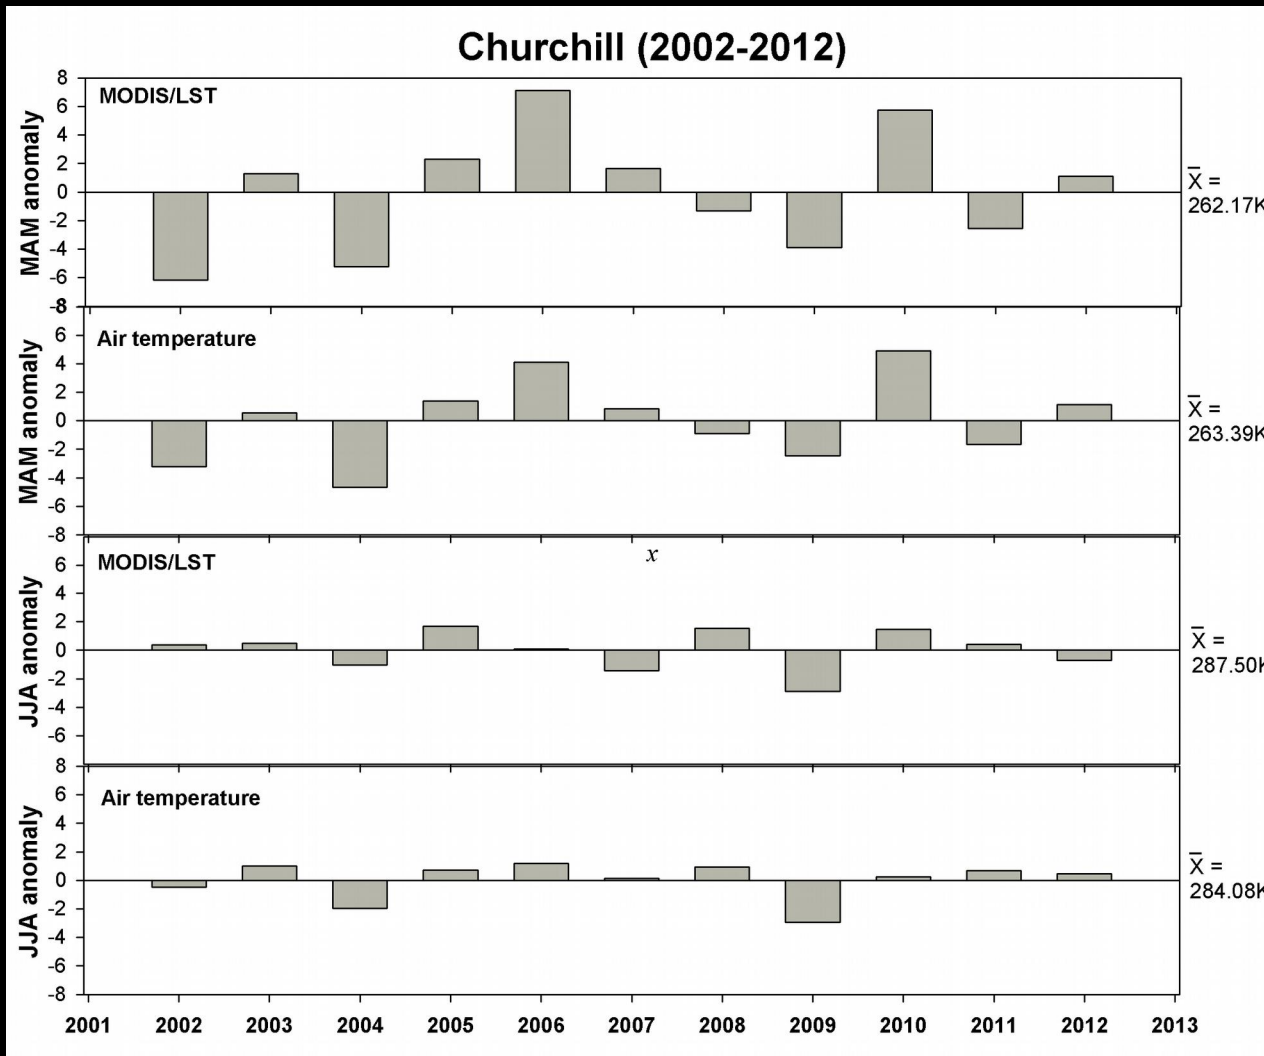 Churchill (2002-2012)
MAM anomaly
8
6
4
2
0
-2
-4
-6
-8
MODIS/LST
X̄ =
262.17K
MAM anomaly
6
4
2
0
-2
-4
-6
-8
Air temperature
X̄ =
263.39K
JJA anomaly
6
4
2
0
-2
-4
-6
MODIS/LST
x
X̄ =
287.50K
JJA anomaly
8
6
4
2
0
-2
-4
-6
-8
Air temperature
X̄ =
284.08K
2001 2002 2003 2004 2005 2006 2007 2008 2009 2010 2011 2012 2013